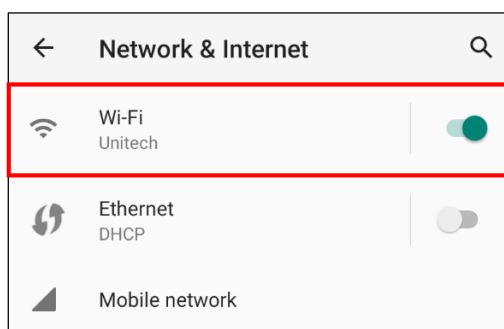 Network & Internet
Wi-Fi
Unitech
Ethernet
DHCP
Mobile network